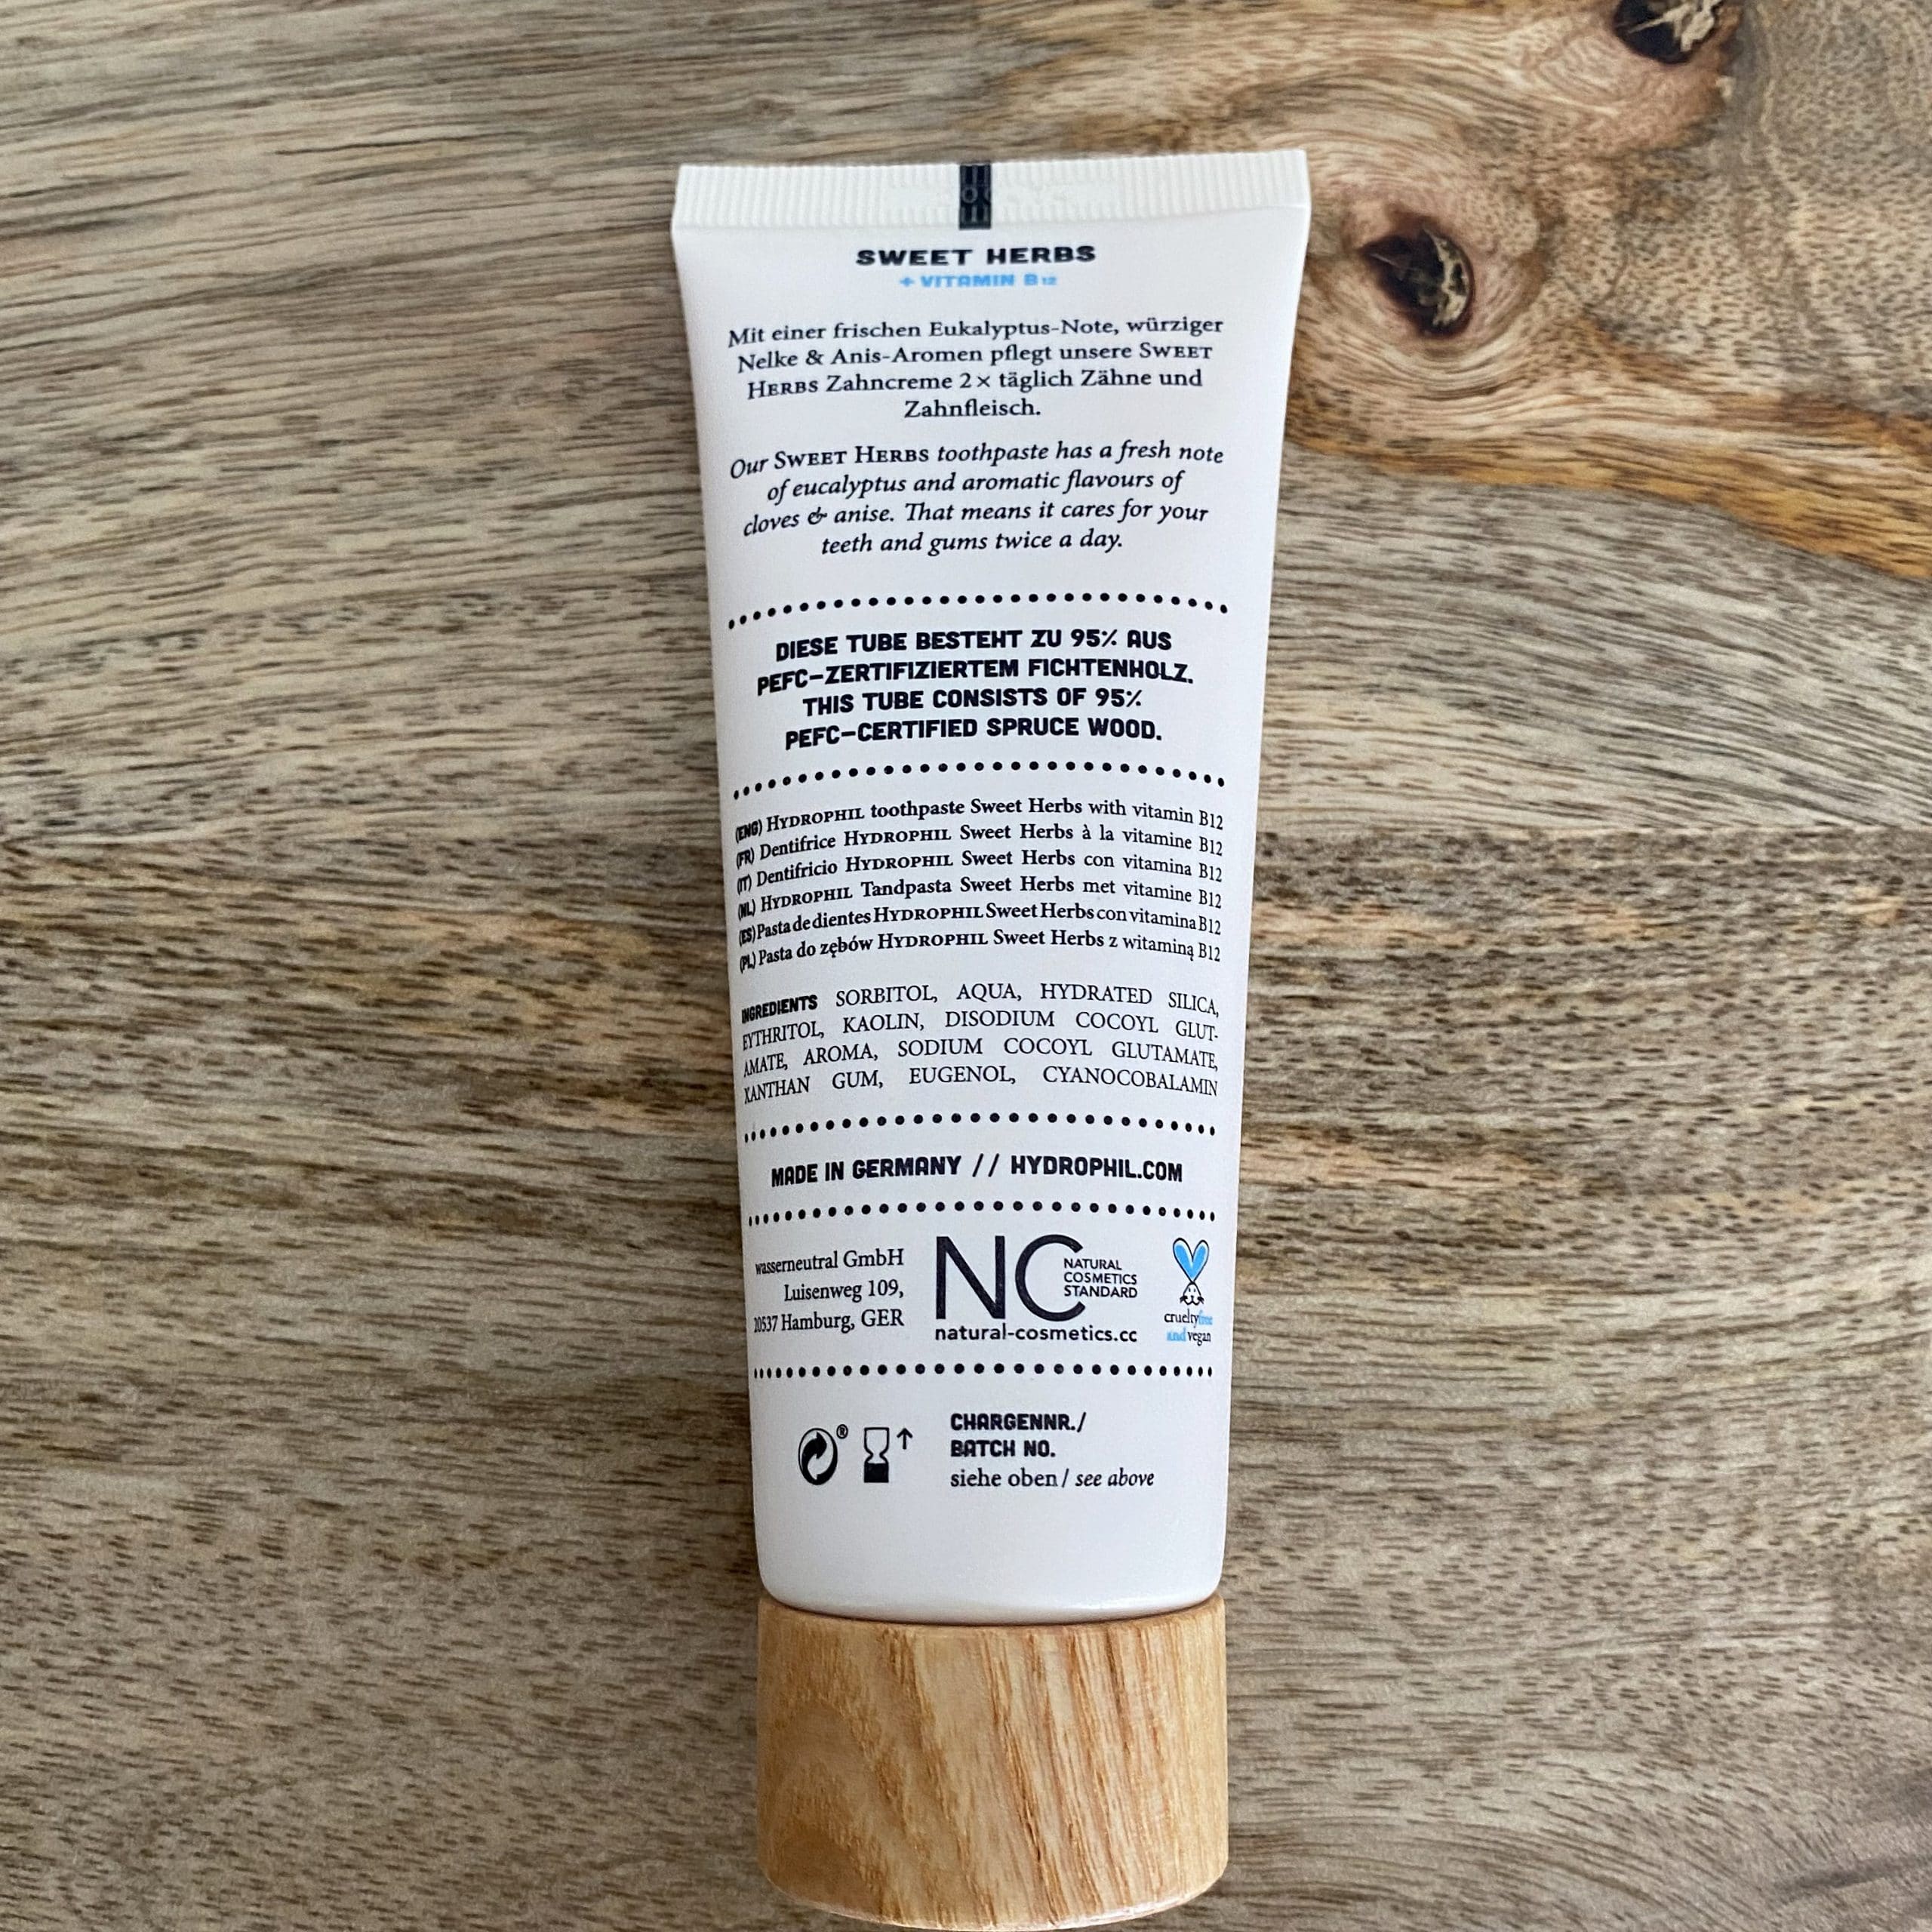 SWEET HERBS
+ VITAMIN B12
Mit einer frischen Eukalyptus-Note, würziger
Nelke & Anis-Aromen pflegt unsere SWEET
HERBS Zahncreme 2× täglich Zähne und
Zahnfleisch.
Our SWEET HERBS toothpaste has a fresh note
of eucalyptus and aromatic flavours of
cloves & anise. That means it cares for your
teeth and gums twice a day.
DIESE TUBE BESTEHT ZU 95% AUS
PEFC-ZERTIFIZIERTEM FICHTENHOLZ.
THIS TUBE CONSISTS OF 95%
PEFC-CERTIFIED SPRUCE WOOD.
(ENG) HYDROPHIL toothpaste Sweet Herbs with vitamin B12
(FR) Dentifrice HYDROPHIL Sweet Herbs à la vitamine B12
(IT) Dentifricio HYDROPHIL Sweet Herbs con vitamina B12
(NL) HYDROPHIL Tandpasta Sweet Herbs met vitamine B12
(ES) Pasta de dientes HYDROPHIL Sweet Herbs con vitamina B12
(PL) Pasta do zębów HYDROPHIL Sweet Herbs z witaminą B12
INGREDIENTS SORBITOL, AQUA, HYDRATED SILICA,
EYTHRITOL, KAOLIN, DISODIUM COCOYL GLUT-
AMATE, AROMA, SODIUM COCOYL GLUTAMATE,
XANTHAN GUM, EUGENOL, CYANOCOBALAMIN
MADE IN GERMANY // HYDROPHIL.COM
wasserneutral GmbH
Luisenweg 109,
20537 Hamburg, GER
NC NATURAL
COSMETICS
STANDARD
natural-cosmetics.cc
crueltyfree
and vegan
®
CHARGENNR./
BATCH NO.
siehe oben / see above